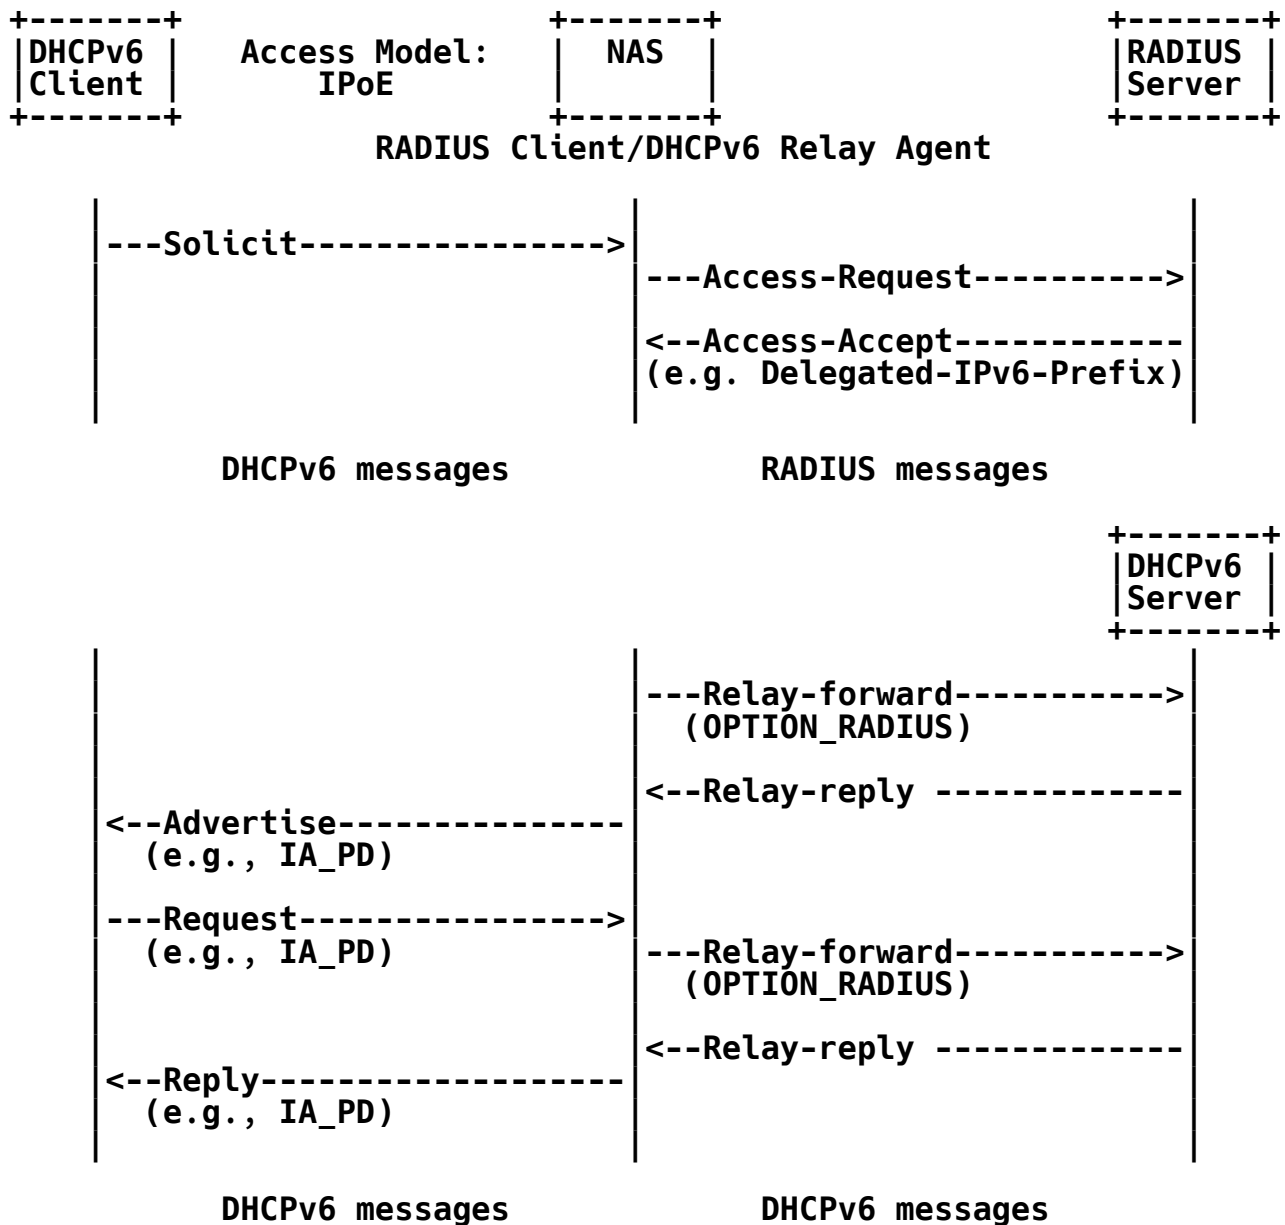 +-------+                   +-------+                    +-------+
|DHCPv6 |   Access Model:   |  NAS  |                    |RADIUS |
|Client |       IPoE        |       |                    |Server |
+-------+                   +-------+                    +-------+
                   RADIUS Client/DHCPv6 Relay Agent

    |                           |                            |
    |---Solicit---------------->|                            |
    |                           |---Access-Request---------->|
    |                           |                            |
    |                           |<--Access-Accept------------|
    |                           |(e.g. Delegated-IPv6-Prefix)|
    |                           |                            |

           DHCPv6 messages             RADIUS messages

                                                         +-------+
                                                         |DHCPv6 |
                                                         |Server |
                                                         +-------+
    |                           |                            |
    |                           |---Relay-forward----------->|
    |                           |  (OPTION_RADIUS)           |
    |                           |                            |
    |                           |<--Relay-reply -------------|
    |<--Advertise---------------|                            |
    |  (e.g., IA_PD)            |                            |
    |                           |                            |
    |---Request---------------->|                            |
    |  (e.g., IA_PD)            |---Relay-forward----------->|
    |                           |  (OPTION_RADIUS)           |
    |                           |                            |
    |                           |<--Relay-reply -------------|
    |<--Reply-------------------|                            |
    |  (e.g., IA_PD)            |                            |
    |                           |                            |

           DHCPv6 messages             DHCPv6 messages